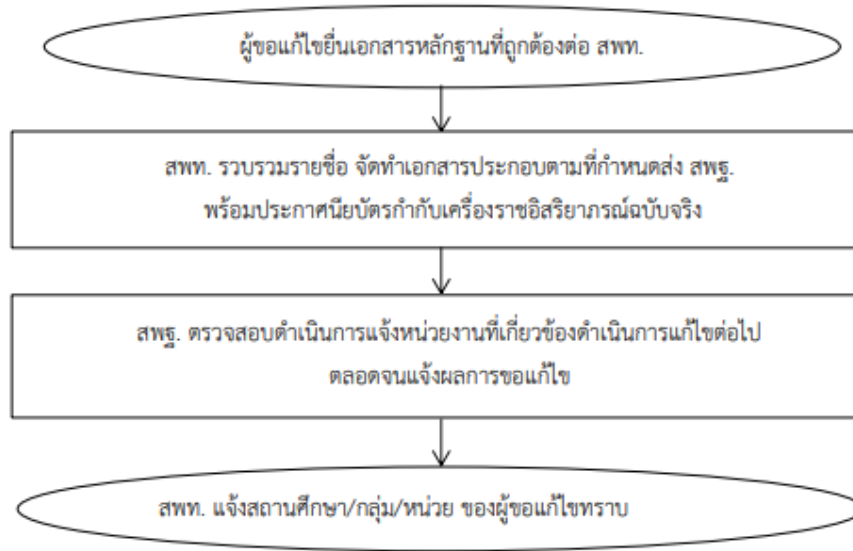 ผู้ขอแก้ไขยื่นเอกสารหลักฐานที่ถูกต้องต่อ สพท.
สพท. รวบรวมรายชื่อ จัดทำเอกสารประกอบตามที่กำหนดส่ง สพฐ.
พร้อมประกาศนียบัตรกำกับเครื่องราชอิสริยาภรณ์ฉบับจริง
สพฐ. ตรวจสอบดำเนินการแจ้งหน่วยงานที่เกี่ยวข้องดำเนินการแก้ไขต่อไป
ตลอดจนแจ้งผลการขอแก้ไข
สพท. แจ้งสถานศึกษา/กลุ่ม/หน่วย ของผู้ขอแก้ไขทราบ